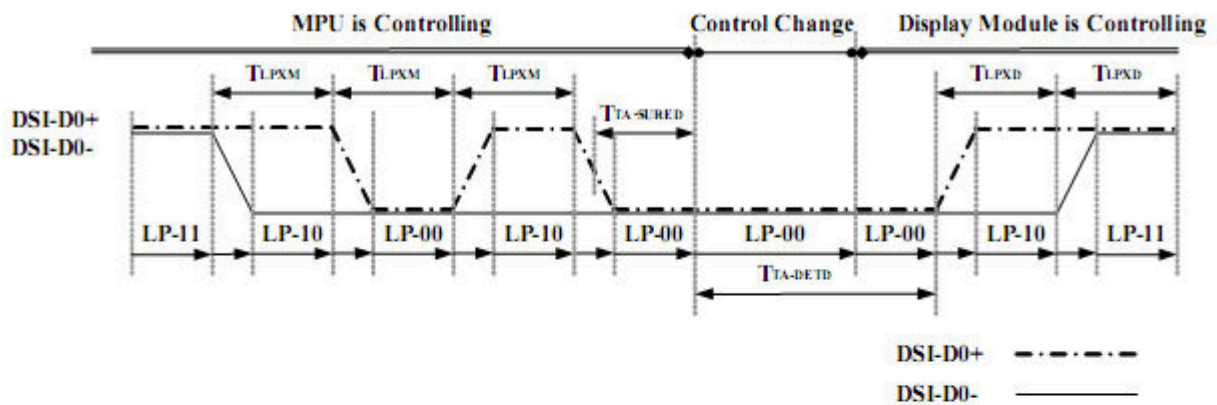 MPU is Controlling Control Change Display Module is Controlling
TLPXM TLPXM TLPXM TLPXD TLPXD
TTA-SURED
DSI-D0+
DSI-D0-
LP-11 LP-10 LP-00 LP-10 LP-00 LP-00 LP-00 LP-10 LP-11
TTA-DETD
DSI-D0+
DSI-D0-